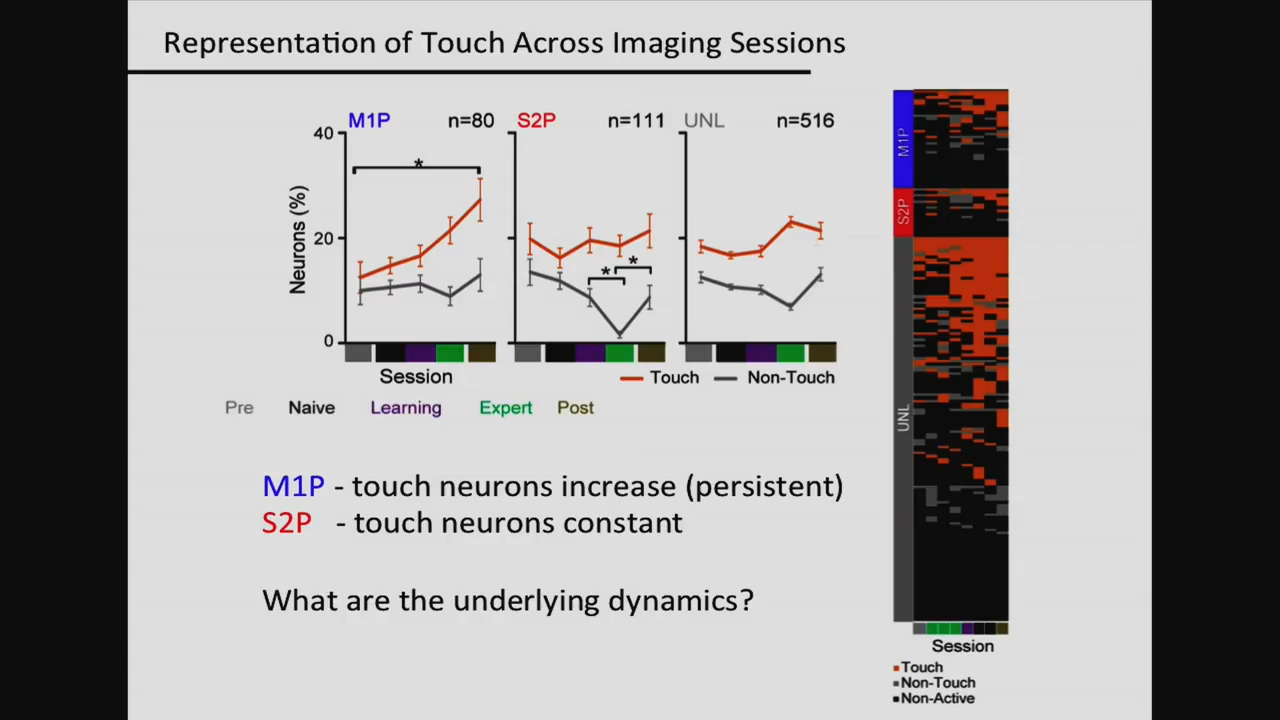 Representation of Touch Across Imaging Sessions
M1P n=80 S2P n=111 UNL n=516
40
*
20
* *
0
Neurons (%)
Session
Touch Non-Touch
Pre Naive Learning Expert Post
M1P - touch neurons increase (persistent)
S2P - touch neurons constant
What are the underlying dynamics?
M1P
S2P
UNL
Session
Touch
Non-Touch
Non-Active